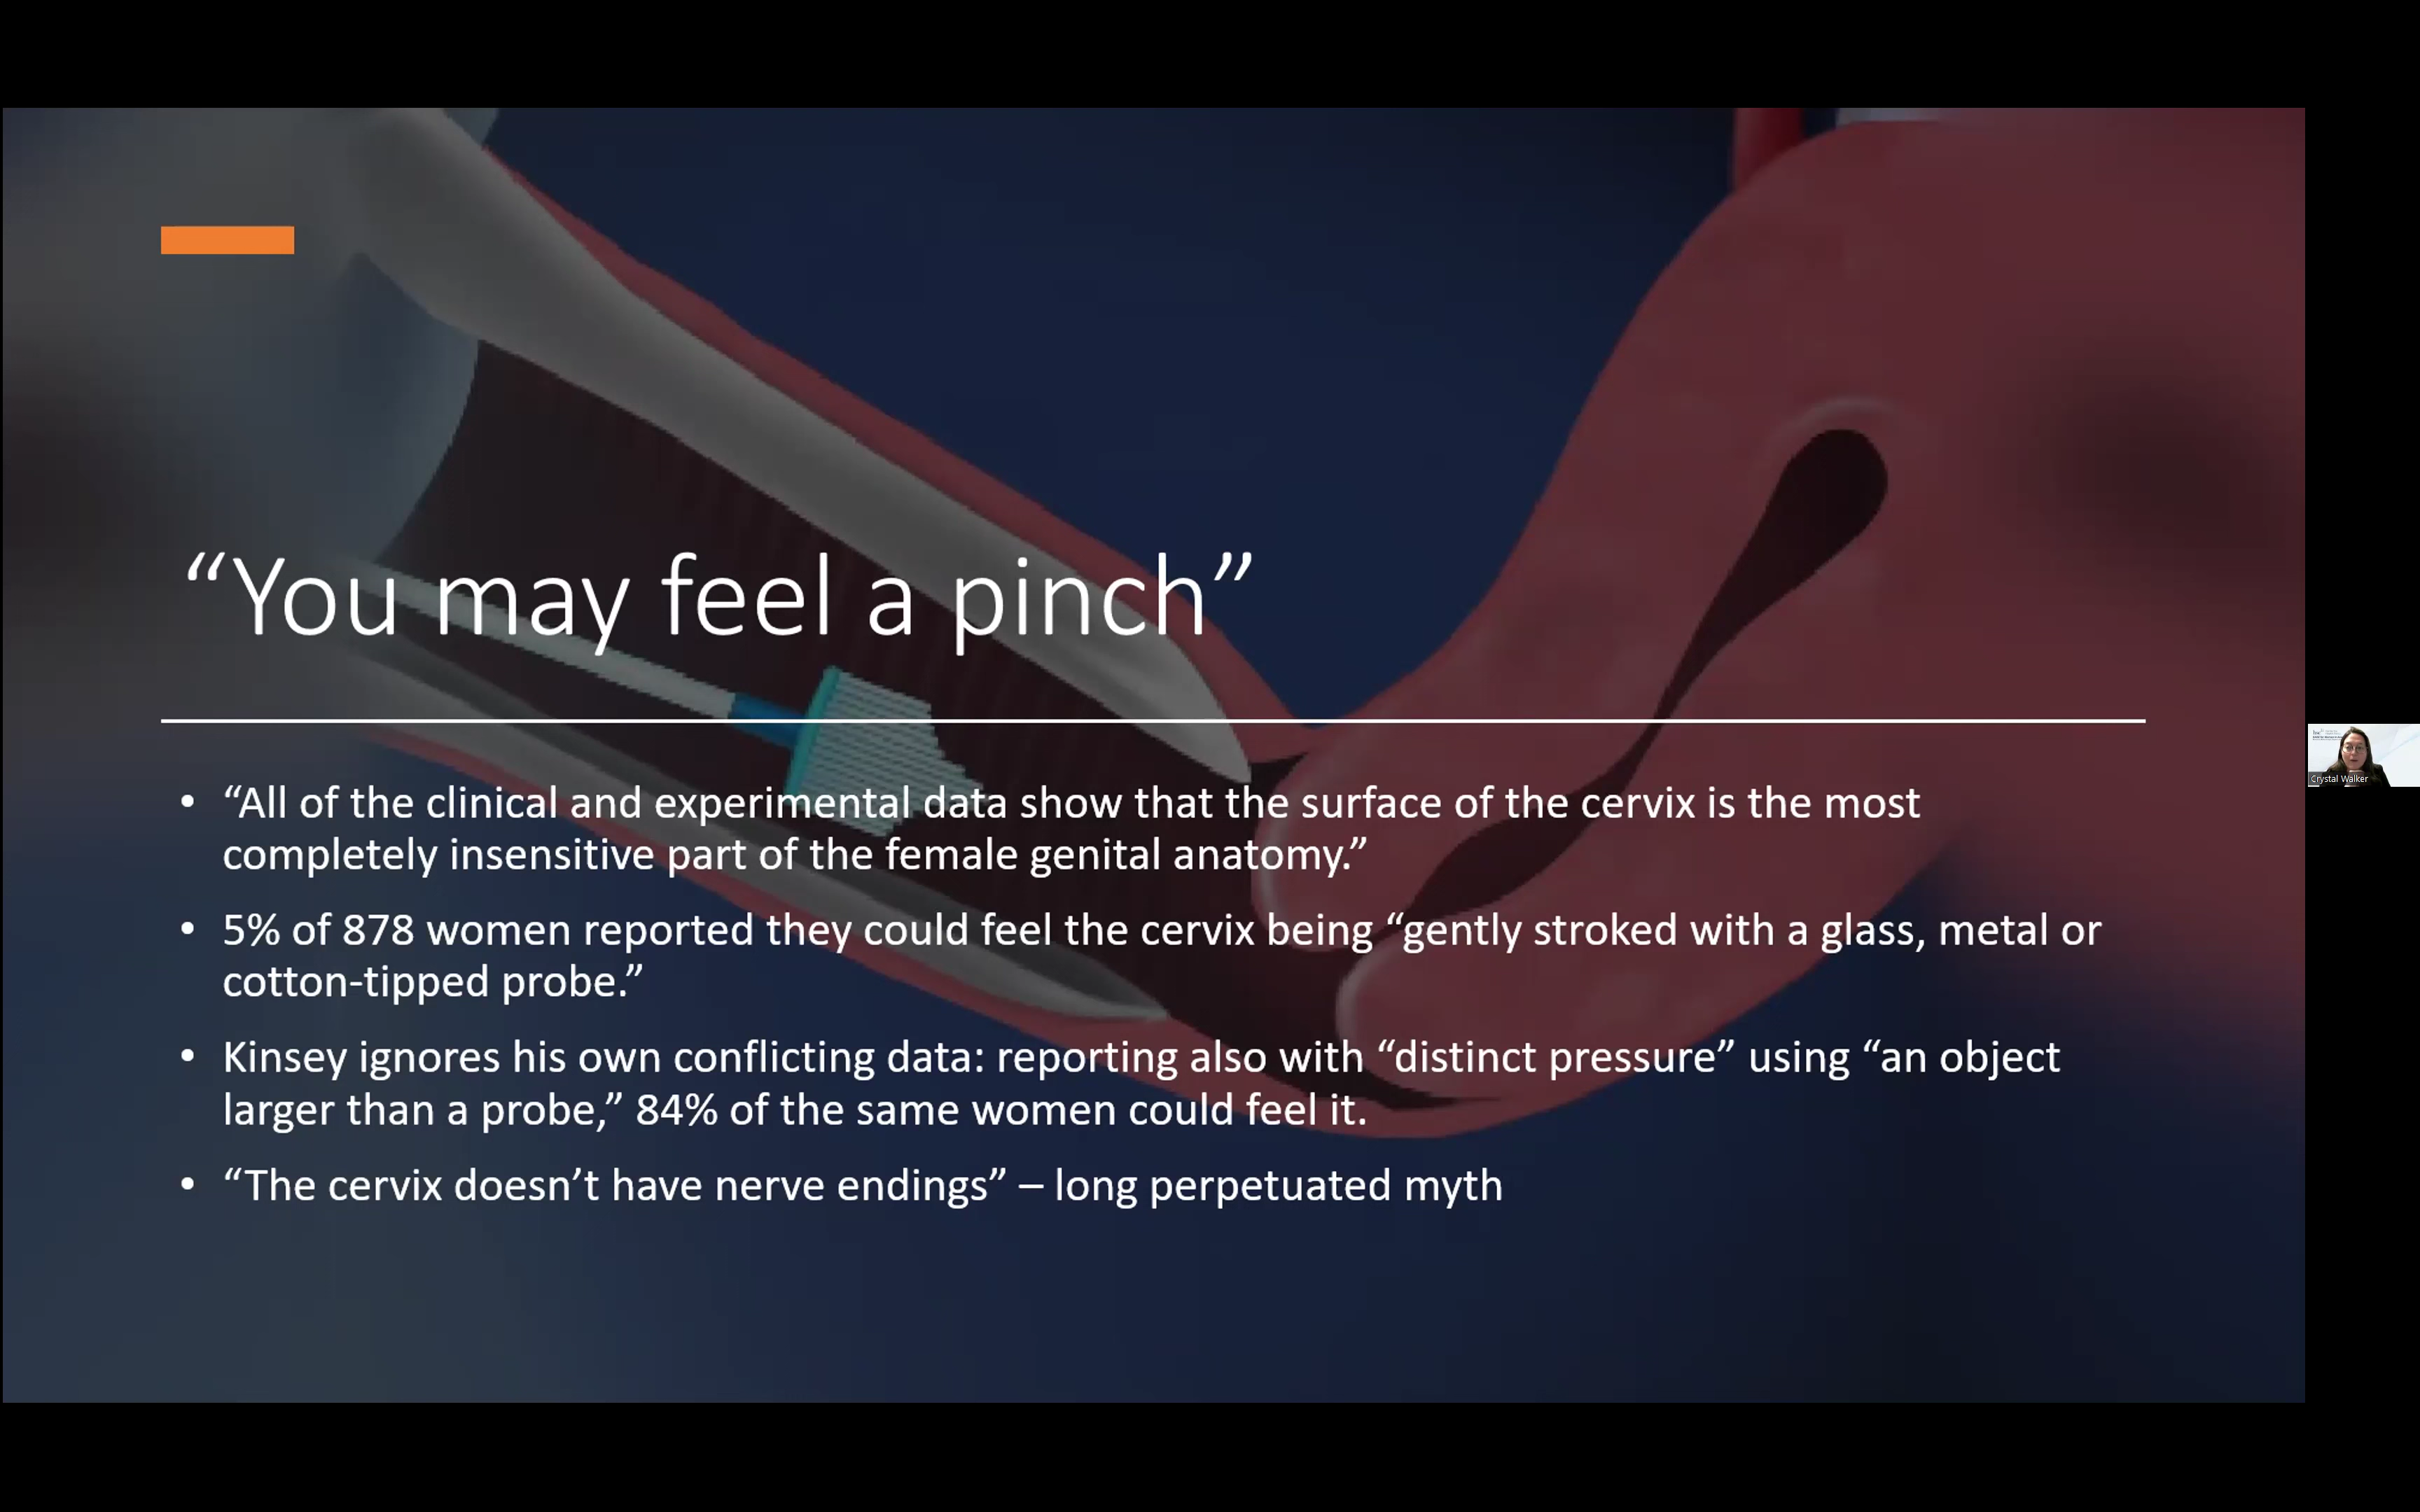 “You may feel a pinch”
• “All of the clinical and experimental data show that the surface of the cervix is the most
completely insensitive part of the female genital anatomy.”
• 5% of 878 women reported they could feel the cervix being “gently stroked with a glass, metal or
cotton-tipped probe.”
• Kinsey ignores his own conflicting data: reporting also with “distinct pressure” using “an object
larger than a probe,” 84% of the same women could feel it.
• “The cervix doesn’t have nerve endings” – long perpetuated myth
Crystal Walker